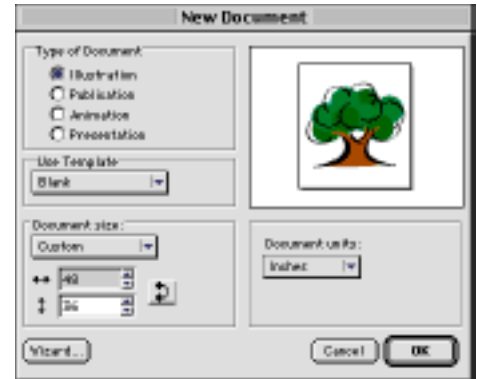 New Document
Type of Document
Illustration
Publication
Animation
Presentation
Use Template
Blank
Document size:
Custom
48
36
Document units:
Inches
Wizard...
Cancel
OK